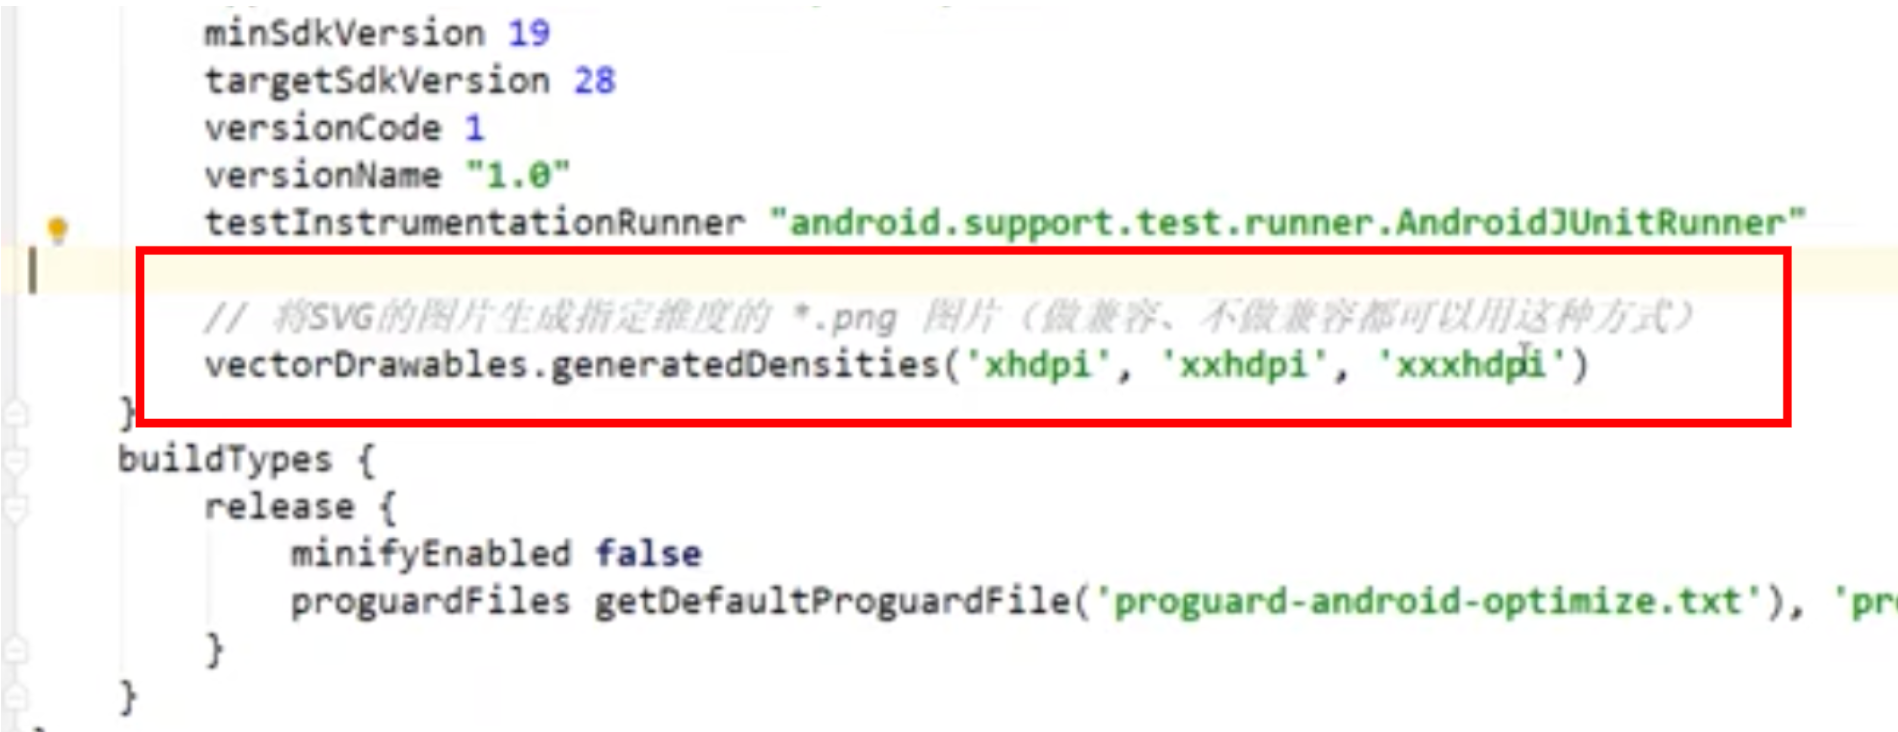 minSdkVersion 19
targetSdkVersion 28
versionCode 1
versionName "1.0"
testInstrumentationRunner "android.support.test.runner.AndroidJUnitRunner"
// 将SVG的图片生成指定维度的 *.png 图片（做兼容、不做兼容都可以用这种方式）
vectorDrawables.generatedDensities('xhdpi', 'xxhdpi', 'xxxhdpi')
}
buildTypes {
release {
minifyEnabled false
proguardFiles getDefaultProguardFile('proguard-android-optimize.txt'), 'pro
}
}